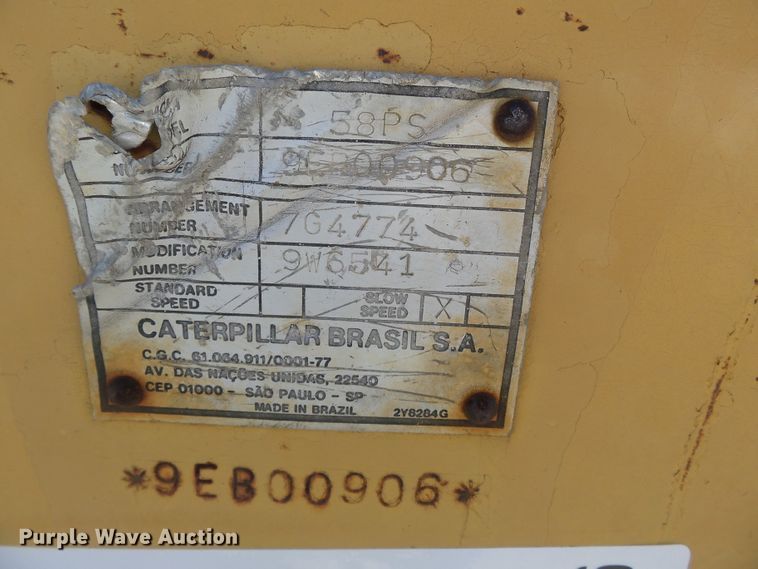 58PS
9EB00906
ARRANGEMENT NUMBER 7G4774
MODIFICATION NUMBER 9W6541
STANDARD SPEED SLOW SPEED X
CATERPILLAR BRASIL S.A.
C.G.C. 61.064.911/0001-77
AV. DAS NAÇÕES UNIDAS, 22540
CEP 01000 - SÃO PAULO - SP
MADE IN BRAZIL 2Y8284G
*9EB00906*
Purple Wave Auction